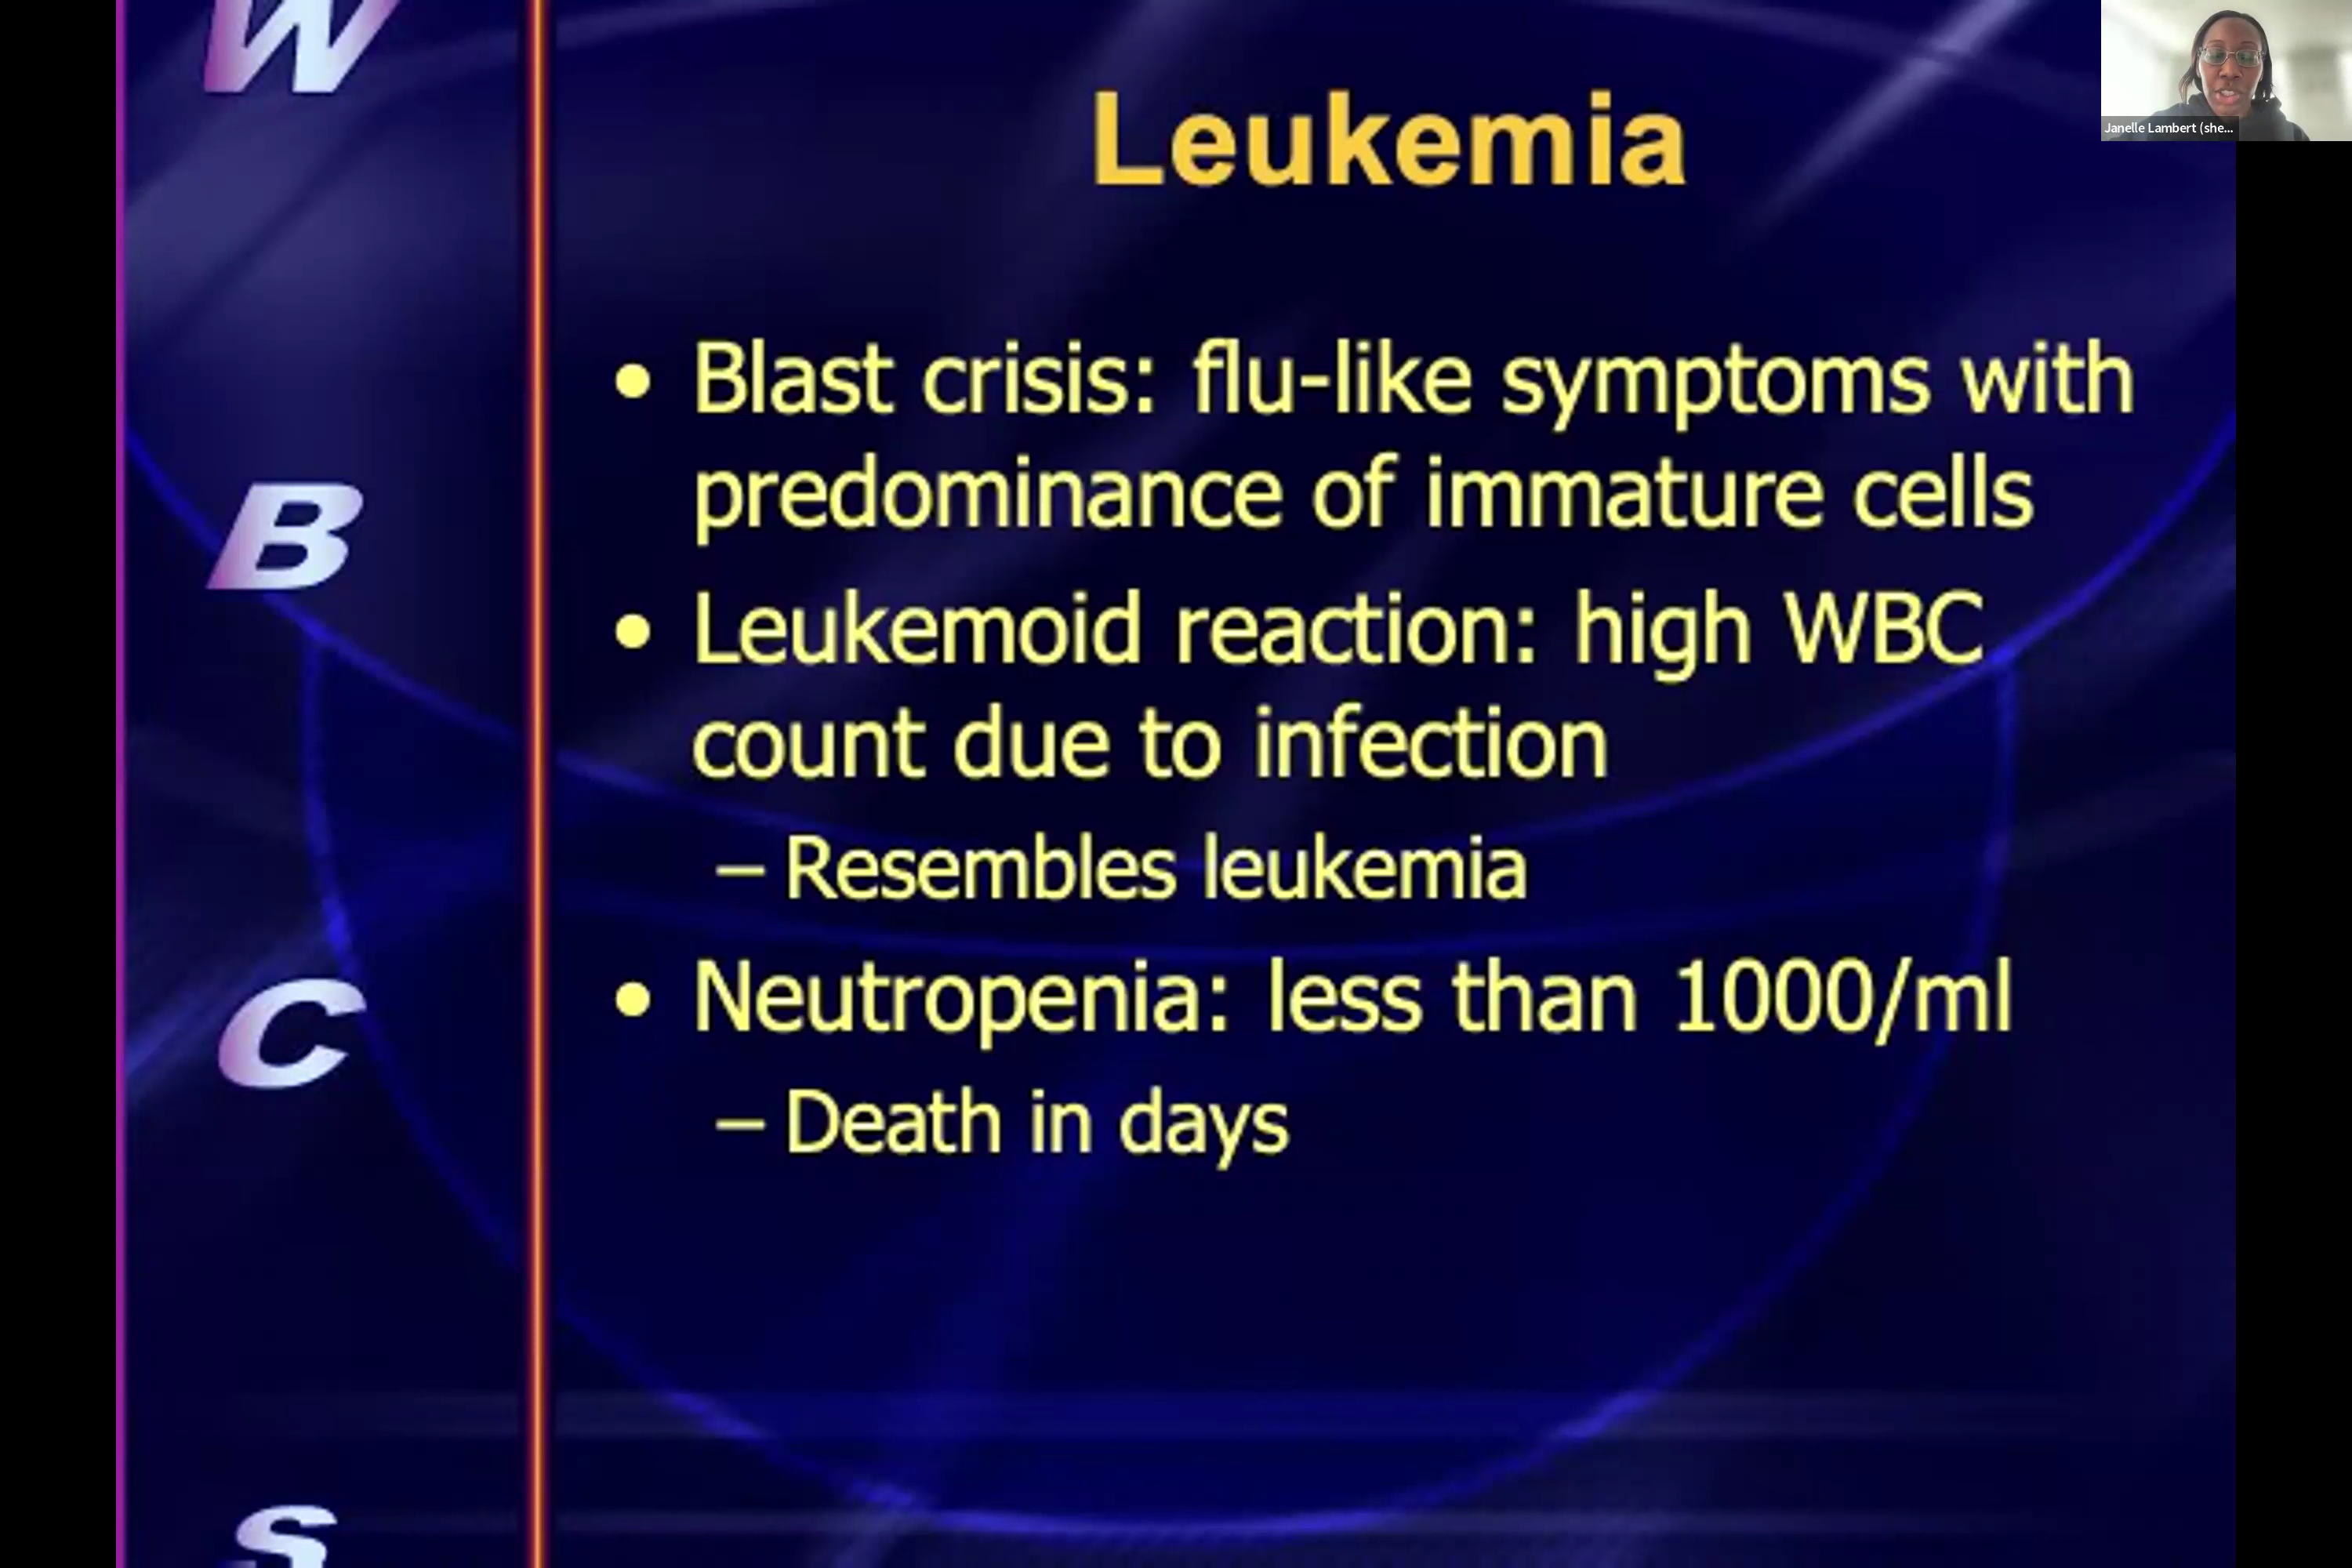 W
B
C
s
Leukemia
• Blast crisis: flu-like symptoms with
predominance of immature cells
• Leukemoid reaction: high WBC
count due to infection
– Resembles leukemia
• Neutropenia: less than 1000/ml
– Death in days
Janelle Lambert (she...